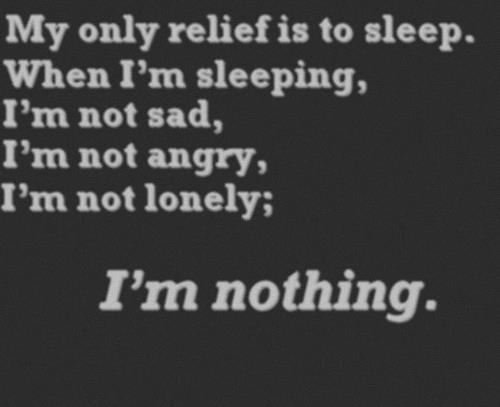 My only relief is to sleep.
When I'm sleeping,
I'm not sad,
I'm not angry,
I'm not lonely;
I'm nothing.